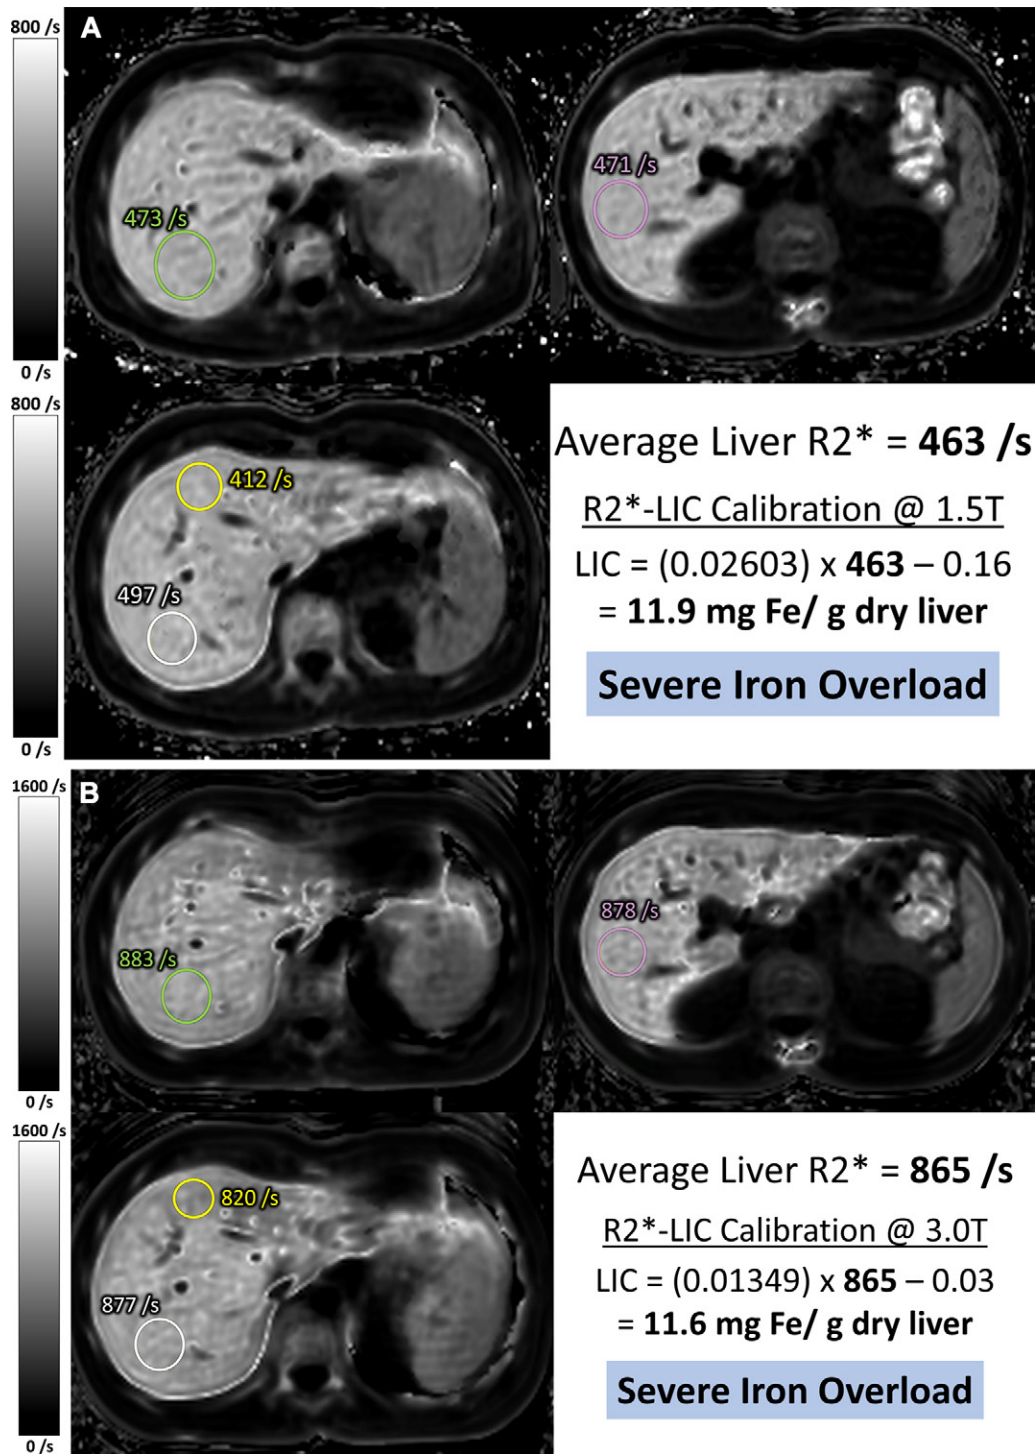 800 /s
A
473 /s
471 /s
0 /s
800 /s
412 /s
497 /s
0 /s
Average Liver R2* = 463 /s
R2*-LIC Calibration @ 1.5T
LIC = (0.02603) x 463 – 0.16
= 11.9 mg Fe/ g dry liver
Severe Iron Overload
1600 /s
B
883 /s
878 /s
0 /s
1600 /s
820 /s
877 /s
0 /s
Average Liver R2* = 865 /s
R2*-LIC Calibration @ 3.0T
LIC = (0.01349) x 865 – 0.03
= 11.6 mg Fe/ g dry liver
Severe Iron Overload